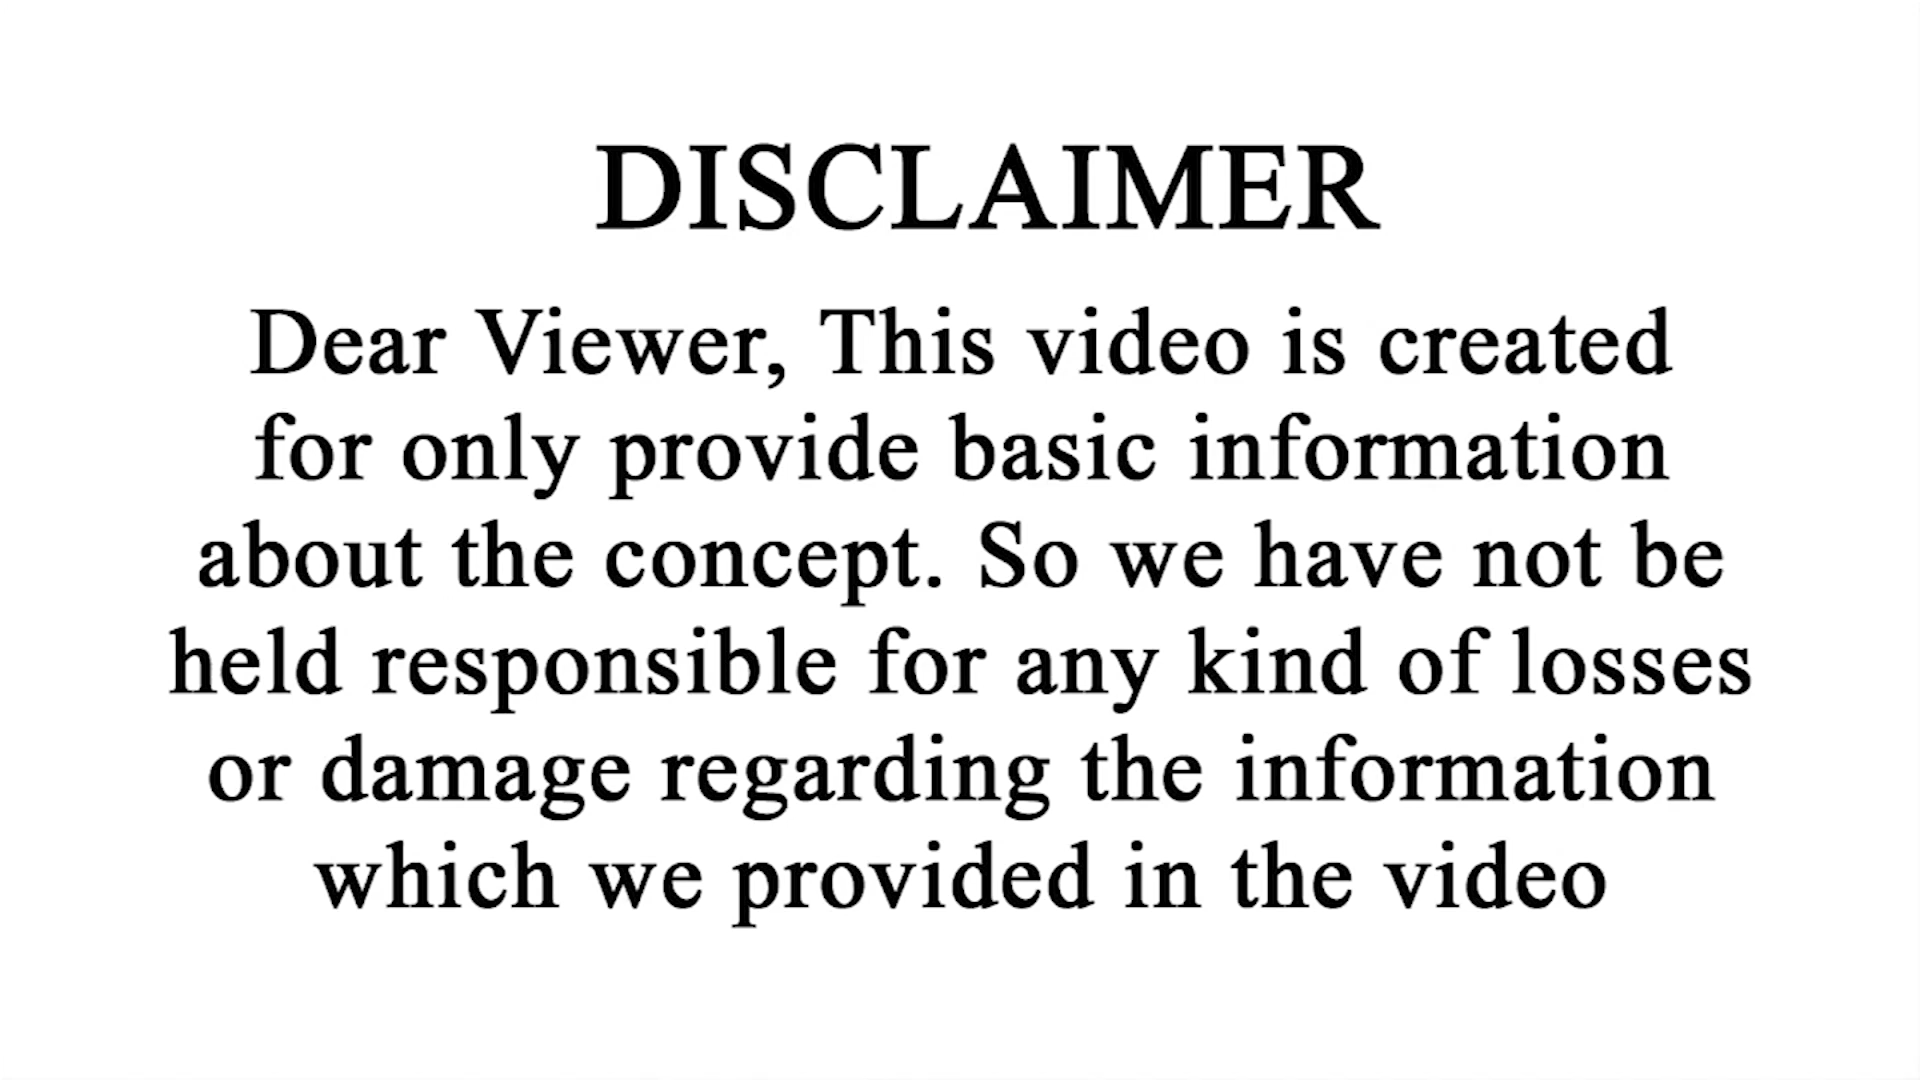 DISCLAIMER
Dear Viewer, This video is created
for only provide basic information
about the concept. So we have not be
held responsible for any kind of losses
or damage regarding the information
which we provided in the video